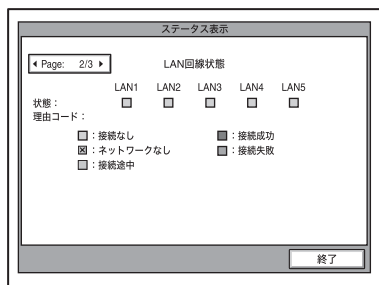 ステータス表示
Page: 2/3
LAN回線状態
LAN1 LAN2 LAN3 LAN4 LAN5
状態：
理由コード：
：接続なし ：接続成功
：ネットワークなし ：接続失敗
：接続途中
終了